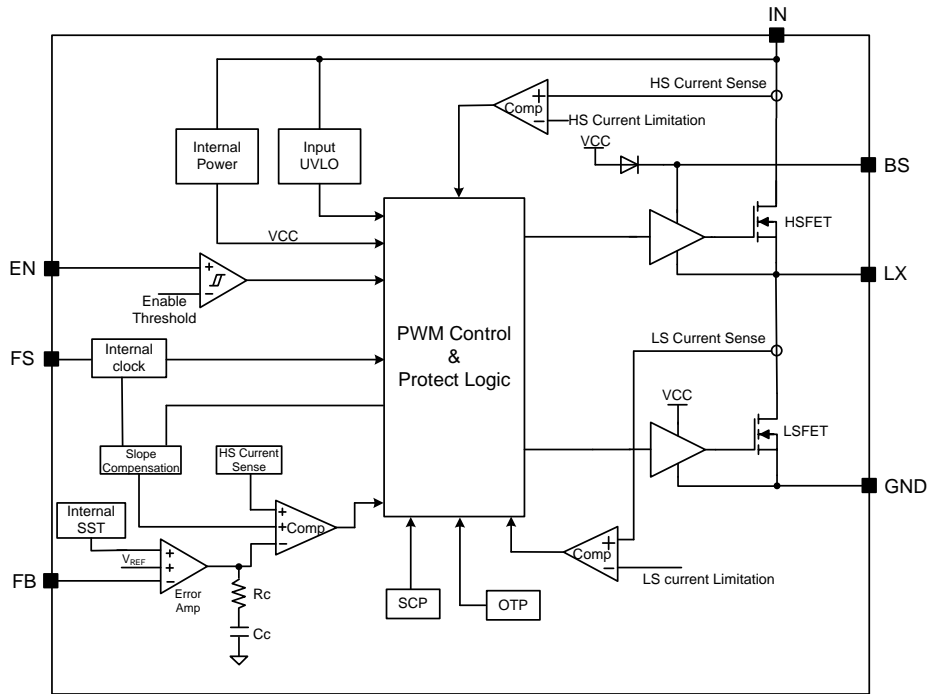 IN
HS Current Sense
+
Comp
−
HS Current Limitation
Internal
Power
Input
UVLO
VCC
BS
HSFET
VCC
EN
+
−
Enable
Threshold
LX
FS
Internal
clock
PWM Control
&
Protect Logic
LS Current Sense
VCC
LSFET
Slope
Compensation
HS Current
Sense
GND
Internal
SST
+
+
−
Comp
+
Comp
−
LS current Limitation
FB
VREF
+
+
−
Error
Amp
Rc
Cc
SCP
OTP